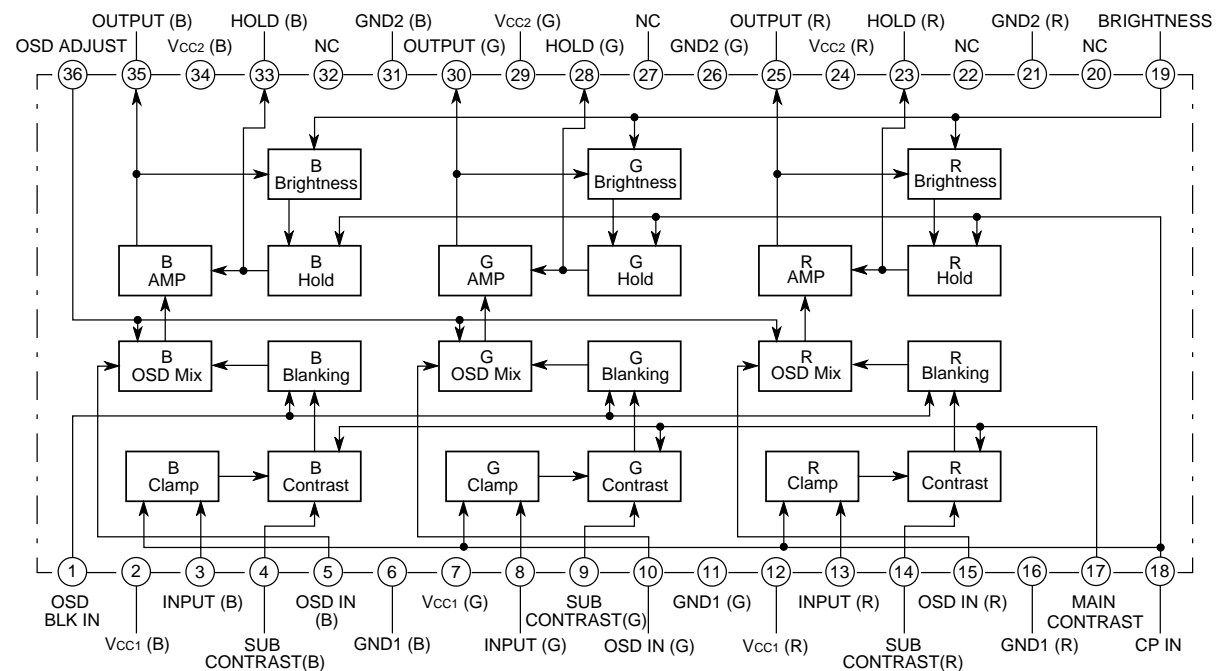 OUTPUT (B)
HOLD (B)
GND2 (B)
VCC2 (G)
NC
OUTPUT (R)
HOLD (R)
GND2 (R)
BRIGHTNESS
OSD ADJUST
VCC2 (B)
NC
OUTPUT (G)
HOLD (G)
GND2 (G)
VCC2 (R)
NC
NC
36
35
34
33
32
31
30
29
28
27
26
25
24
23
22
21
20
19
B
Brightness
G
Brightness
R
Brightness
B
AMP
B
Hold
G
AMP
G
Hold
R
AMP
R
Hold
B
OSD Mix
B
Blanking
G
OSD Mix
G
Blanking
R
OSD Mix
R
Blanking
B
Clamp
B
Contrast
G
Clamp
G
Contrast
R
Clamp
R
Contrast
1
2
3
4
5
6
7
8
9
10
11
12
13
14
15
16
17
18
OSD
BLK IN
INPUT (B)
OSD IN
(B)
VCC1 (G)
SUB
CONTRAST(G)
GND1 (G)
INPUT (R)
OSD IN (R)
MAIN
CONTRAST
VCC1 (B)
SUB
CONTRAST(B)
GND1 (B)
INPUT (G)
OSD IN (G)
VCC1 (R)
SUB
CONTRAST(R)
GND1 (R)
CP IN